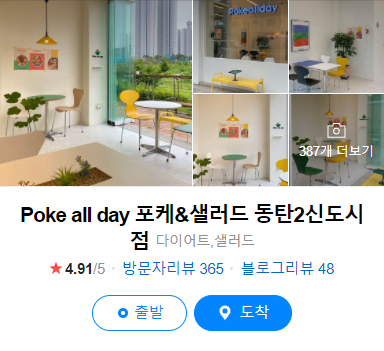 Pokeallday
387개 더보기
Poke all day 포케&샐러드 동탄2신도시
점 다이어트,샐러드
★ 4.91/5 · 방문자리뷰 365 · 블로그리뷰 48
출발 도착